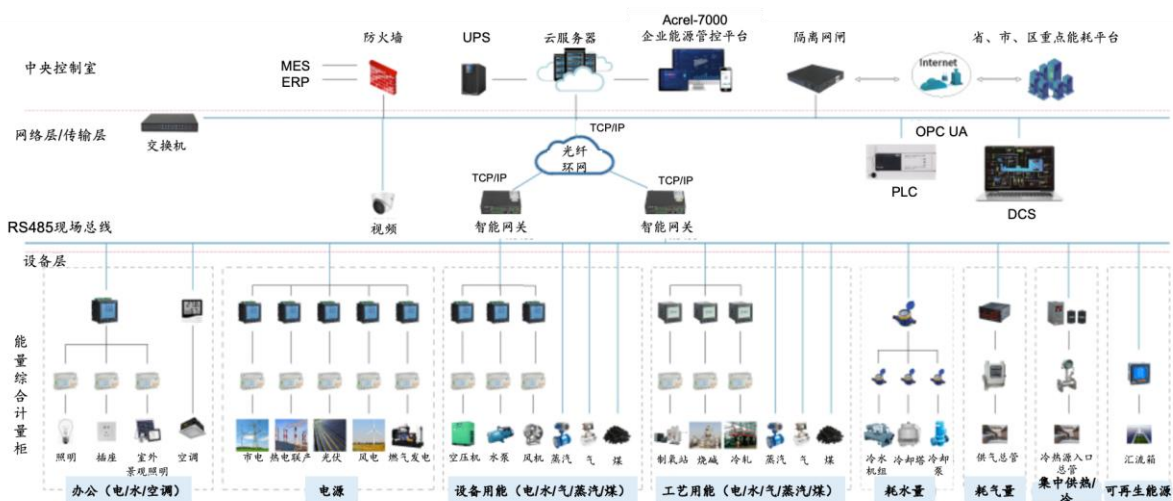 Acrel-7000
防火墙
UPS
云服务器
企业能源管控平台
隔离网闸
省、市、区重点能耗平台
中央控制室
MES
ERP
Internet
网络层/传输层
交换机
TCP/IP
OPC UA
光纤
环网
TCP/IP
TCP/IP
PLC
DCS
RS485现场总线
视频
智能网关
智能网关
设备层
能量综合计量柜
照明
插座
室外
景观照明
空调
市电
热电联产
光伏
风电
燃气发电
空压机
水泵
风机
蒸汽
气
煤
制氧站
烧碱
冷轧
蒸汽
气
煤
冷水
机组
冷却塔
冷却
泵
供气总管
冷热源入口
总管
汇流箱
办公（电/水/空调）
电源
设备用能（电/水/气/蒸汽/煤）
工艺用能（电/水/气/蒸汽/煤）
耗水量
耗气量
集中供热/
冷
可再生能源